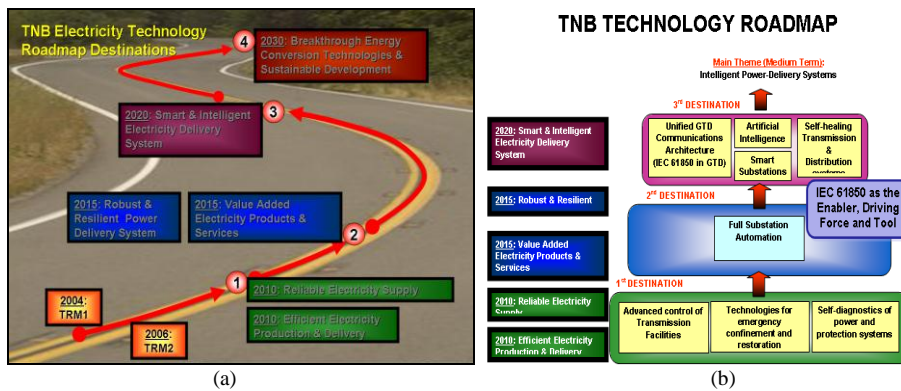 TNB Electricity Technology
Roadmap Destinations
4
2030: Breakthrough Energy
Conversion Technologies &
Sustainable Development
3
2020: Smart & Intelligent
Electricity Delivery
System
2015: Robust &
Resilient Power
Delivery System
2015: Value Added
Electricity Products &
Services
2
1
2010: Reliable Electricity Supply
2004:
TRM1
2010: Efficient Electricity
Production & Delivery
2006:
TRM2
(a)
TNB TECHNOLOGY ROADMAP
Main Theme (Medium Term):
Intelligent Power-Delivery Systems
3rd DESTINATION
2020: Smart & Intelligent
Electricity Delivery
System
Unified GTD
Communications
Architecture
(IEC 61850 in GTD)
Artificial
Intelligence
Smart
Substations
Self-healing
Transmission
&
Distribution
2nd DESTINATION
IEC 61850 as the
Enabler, Driving
Force and Tool
2015: Robust & Resilient
Full Substation
Automation
2015: Value Added
Electricity Products &
Services
1st DESTINATION
2010: Reliable Electricity
Supply
2010: Efficient Electricity
Production & Delivery
Advanced control of
Transmission
Facilities
Technologies for
emergency
confinement and
restoration
Self-diagnostics of
power and
protection systems
(b)